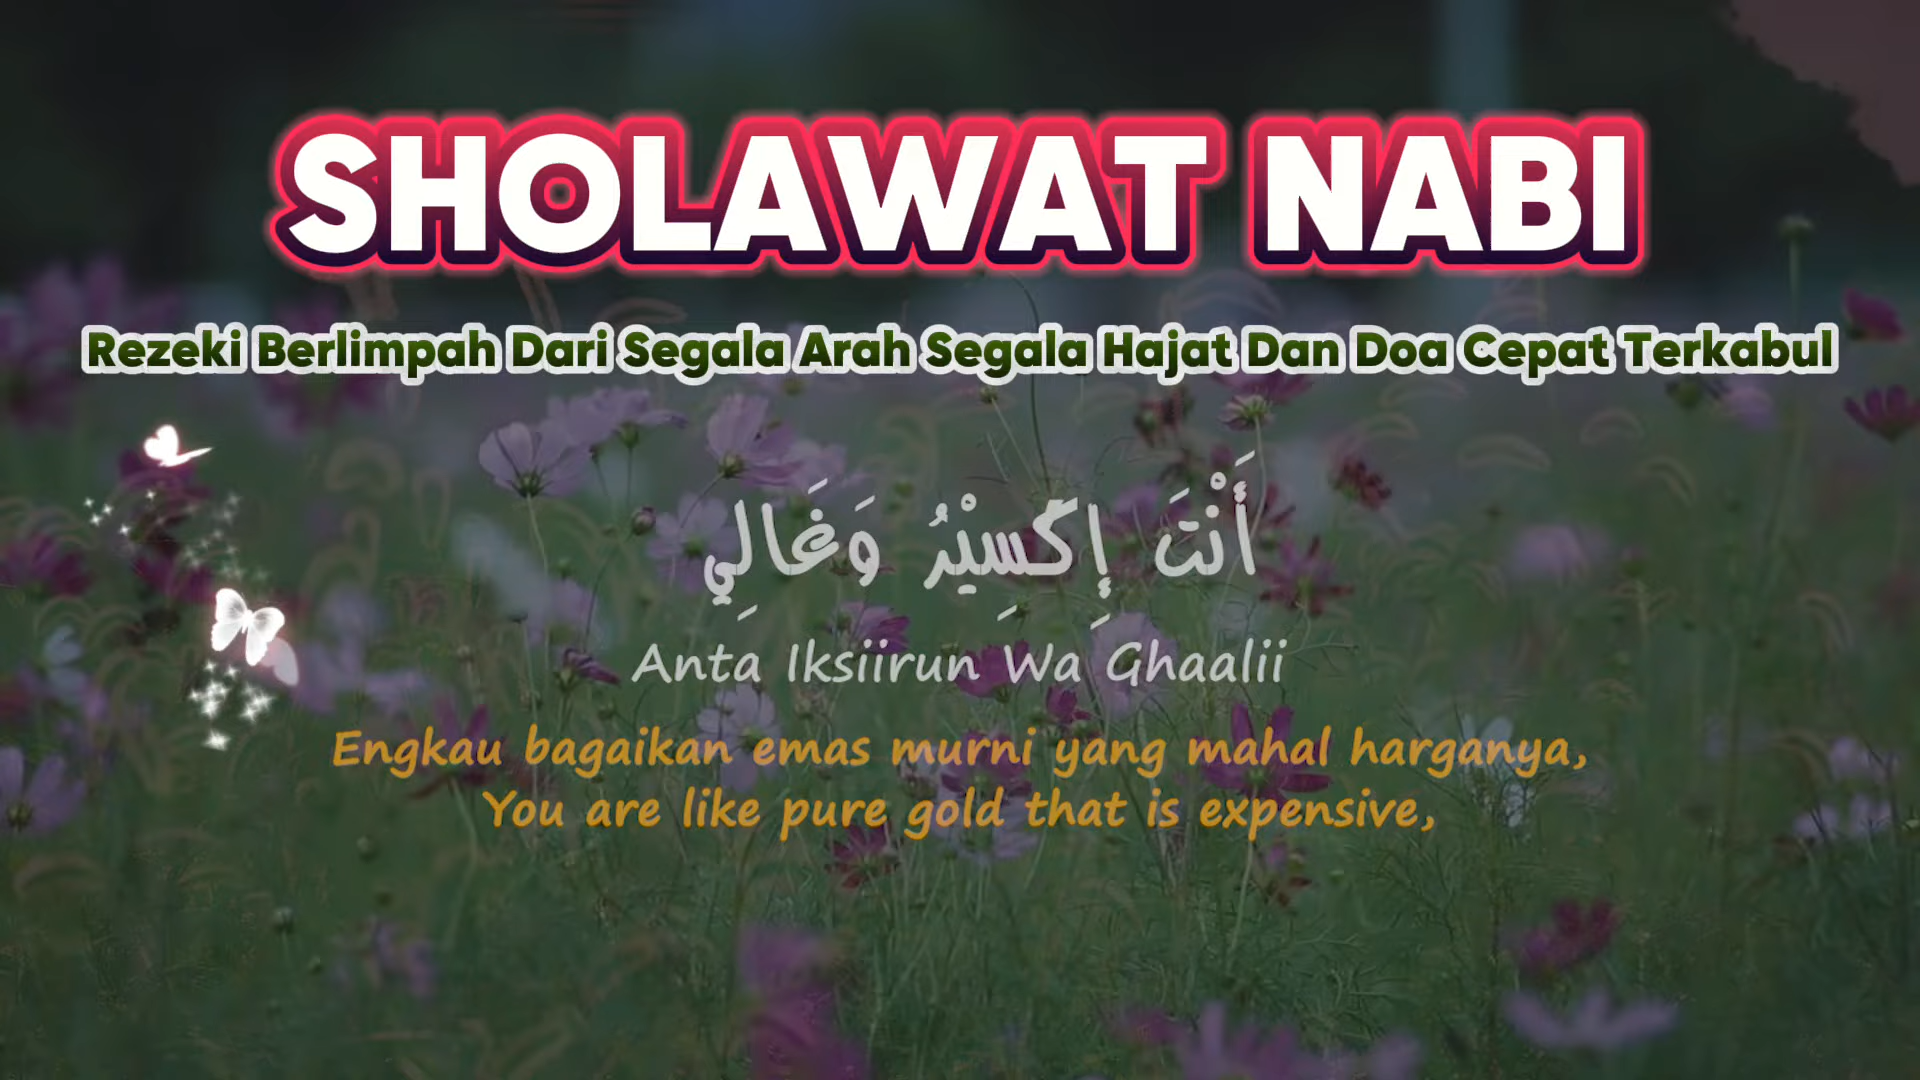 SHOLAWAT NABI
Rezeki Berlimpah Dari Segala Arah Segala Hajat Dan Doa Cepat Terkabul
أَنْتَ إِكْسِيْرُ وَغَالِي
Anta Iksiirun Wa Ghaalii
Engkau bagaikan emas murni yang mahal harganya,
You are like pure gold that is expensive,